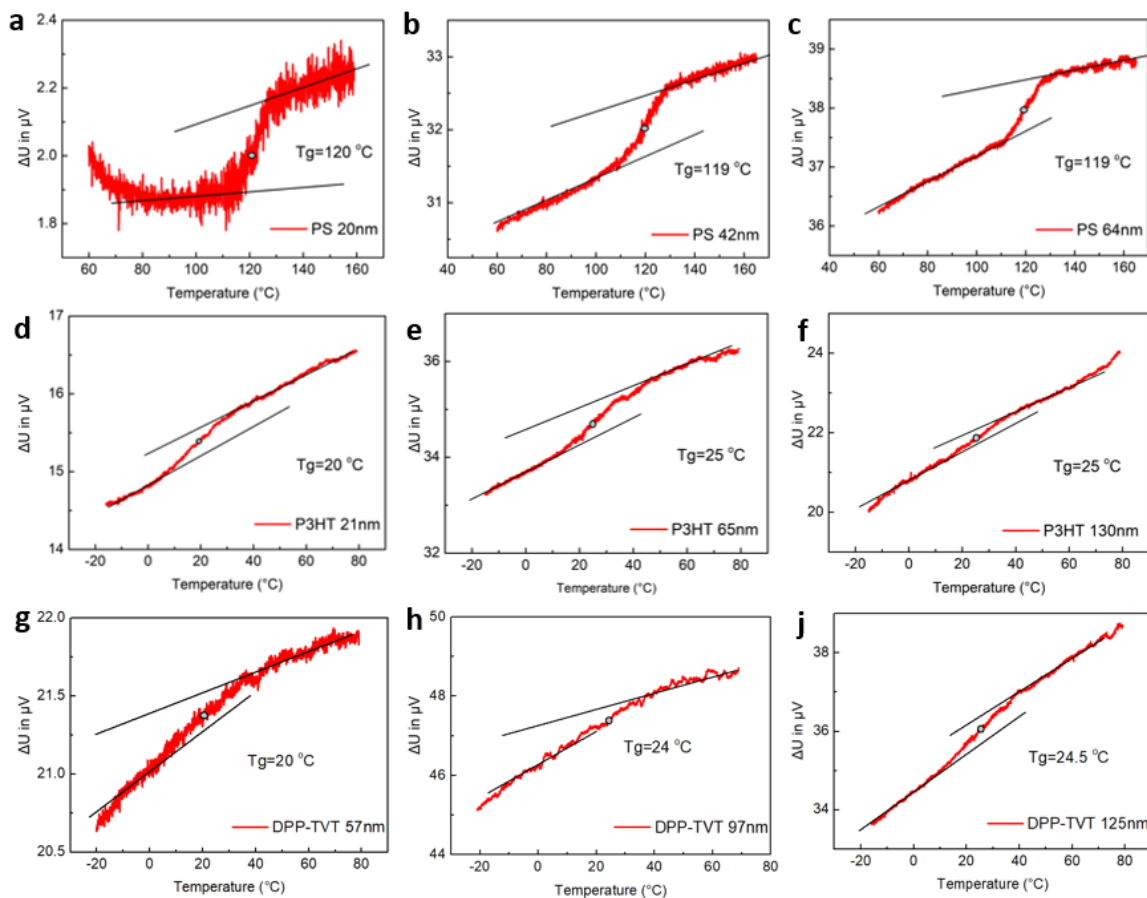 a
2.4
2.2
2.0
1.8
ΔU in µV
Tg=120 °C
PS 20nm
60 80 100 120 140 160
Temperature (°C)
b
33
32
31
ΔU in µV
Tg=119 °C
PS 42nm
40 60 80 100 120 140 160
Temperature (°C)
c
39
38
37
36
ΔU in µV
Tg=119 °C
PS 64nm
40 60 80 100 120 140 160
Temperature (°C)
d
17
16
15
14
ΔU in µV
Tg=20 °C
P3HT 21nm
-20 0 20 40 60 80
Temperature (°C)
e
36
34
32
ΔU in µV
Tg=25 °C
P3HT 65nm
-20 0 20 40 60 80
Temperature (°C)
f
24
22
20
ΔU in µV
Tg=25 °C
P3HT 130nm
-20 0 20 40 60 80
Temperature (°C)
g
22.0
21.5
21.0
20.5
ΔU in µV
Tg=20 °C
DPP-TVT 57nm
-20 0 20 40 60 80
Temperature (°C)
h
50
48
46
44
ΔU in µV
Tg=24 °C
DPP-TVT 97nm
-20 0 20 40 60 80
Temperature (°C)
j
38
36
34
ΔU in µV
Tg=24.5 °C
DPP-TVT 125nm
-20 0 20 40 60 80
Temperature (°C)